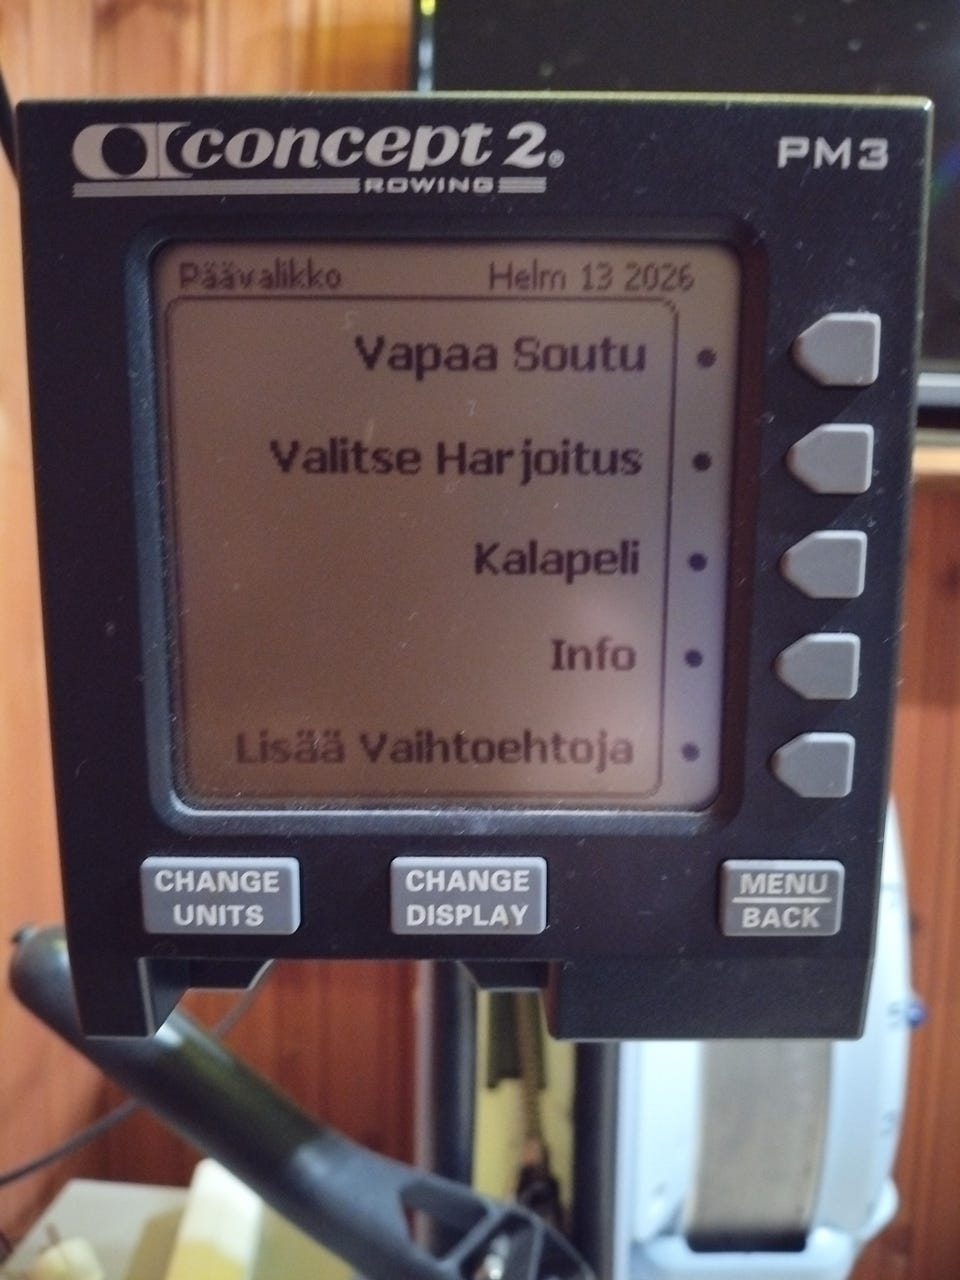 concept 2®
ROWING
PM3
Päävalikko Helm 13 2026
Vapaa Soutu
Valitse Harjoitus
Kalapeli
Info
Lisää Vaihtoehtoja
CHANGE UNITS
CHANGE DISPLAY
MENU BACK